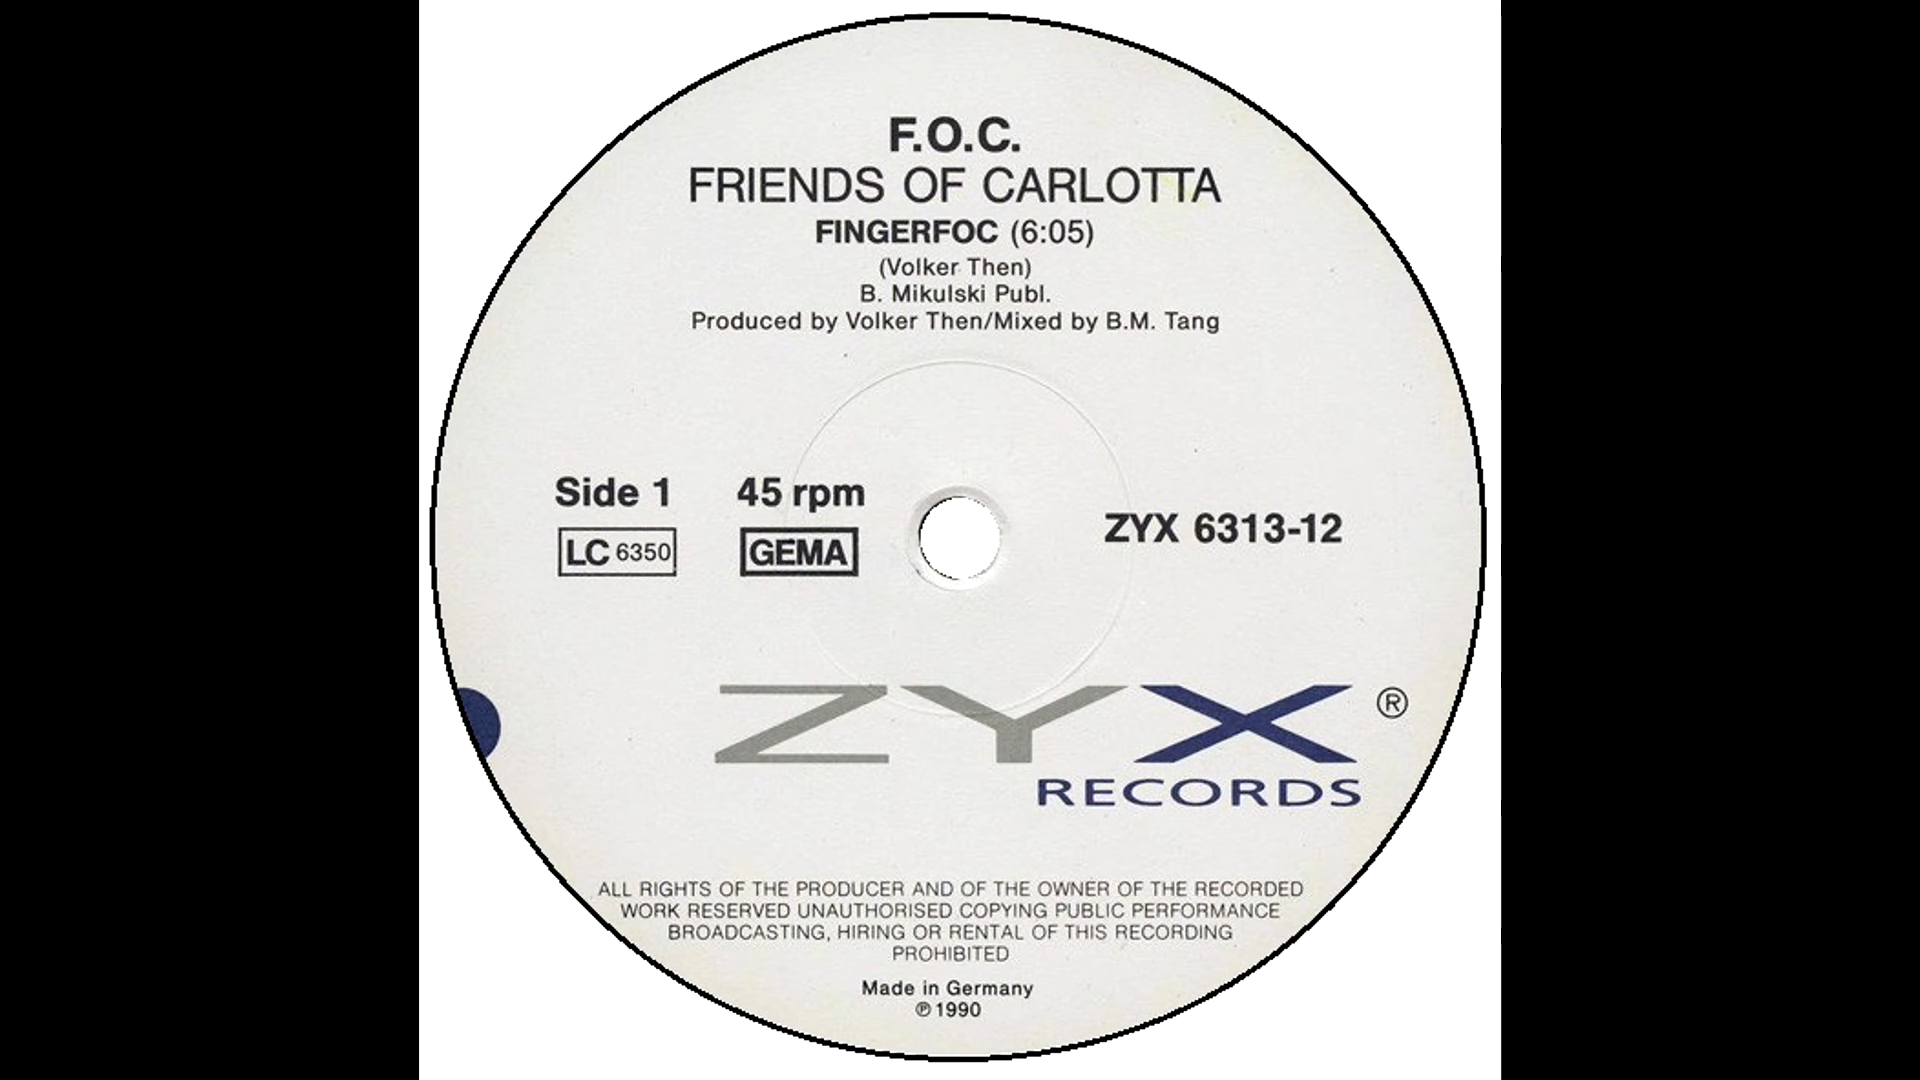 F.O.C.
FRIENDS OF CARLOTTA
FINGERFOC (6:05)
(Volker Then)
B. Mikulski Publ.
Produced by Volker Then/Mixed by B.M. Tang
Side 1 45 rpm
LC 6350 GEMA
ZYX 6313-12
ZYX ®
RECORDS
ALL RIGHTS OF THE PRODUCER AND OF THE OWNER OF THE RECORDED
WORK RESERVED UNAUTHORISED COPYING PUBLIC PERFORMANCE
BROADCASTING, HIRING OR RENTAL OF THIS RECORDING
PROHIBITED
Made in Germany
℗ 1990